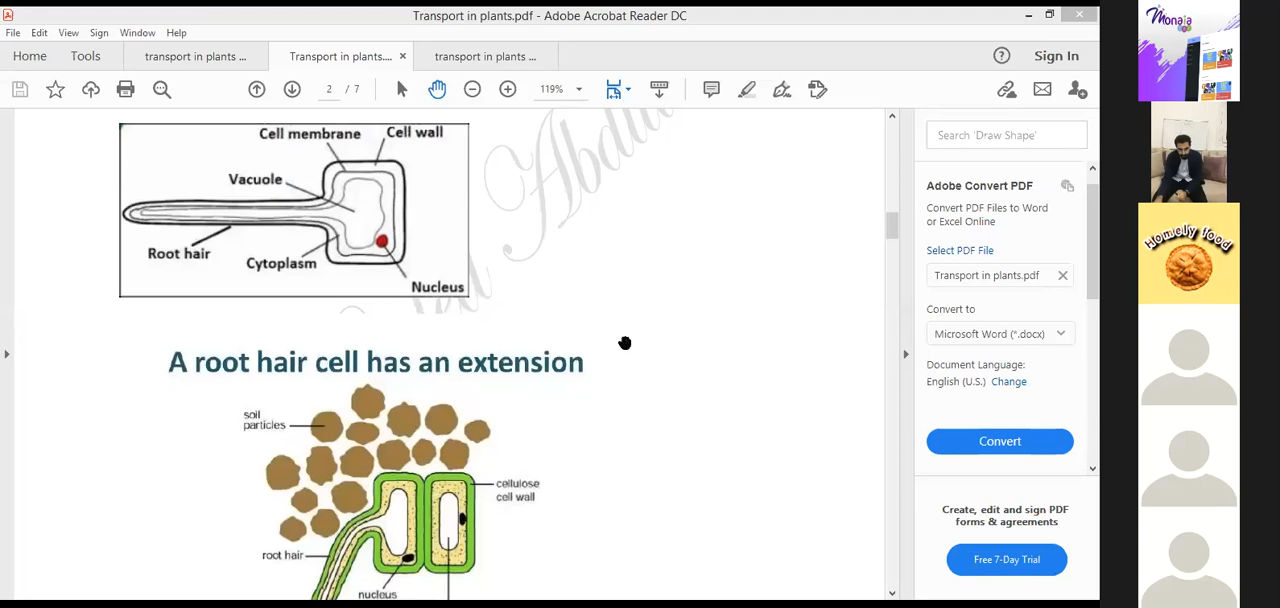 Transport in plants.pdf - Adobe Acrobat Reader DC
File Edit View Sign Window Help
Home Tools transport in plants ... Transport in plants.... transport in plants ... Sign In
2 / 7 119%
Cell membrane Cell wall
Vacuole
Root hair
Cytoplasm
Nucleus
A root hair cell has an extension
soil
particles
cellulose
cell wall
root hair
nucleus
Search 'Draw Shape'
Adobe Convert PDF
Convert PDF Files to Word
or Excel Online
Select PDF File
Transport in plants.pdf
Convert to
Microsoft Word (*.docx)
Document Language:
English (U.S.) Change
Convert
Create, edit and sign PDF
forms & agreements
Free 7-Day Trial
Homely food